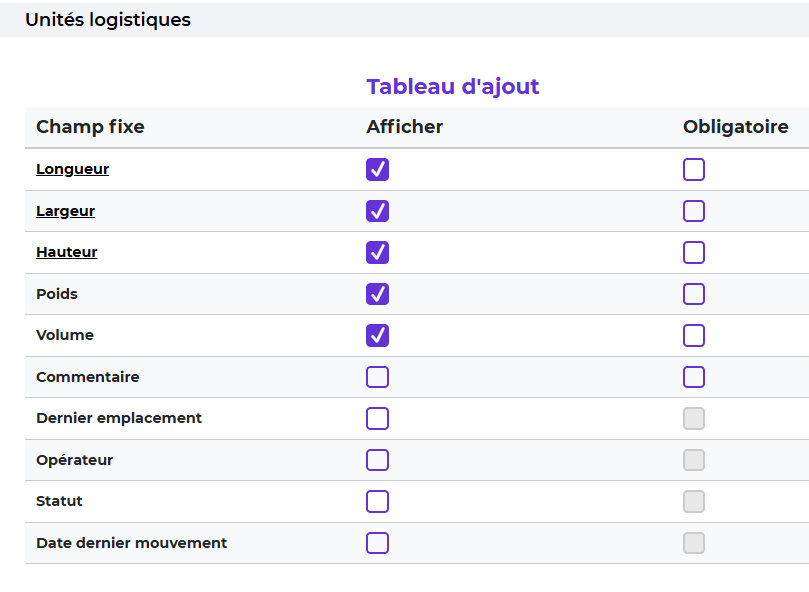 Unités logistiques
Tableau d'ajout
Champ fixe Afficher Obligatoire
Longueur
Largeur
Hauteur
Poids
Volume
Commentaire
Dernier emplacement
Opérateur
Statut
Date dernier mouvement